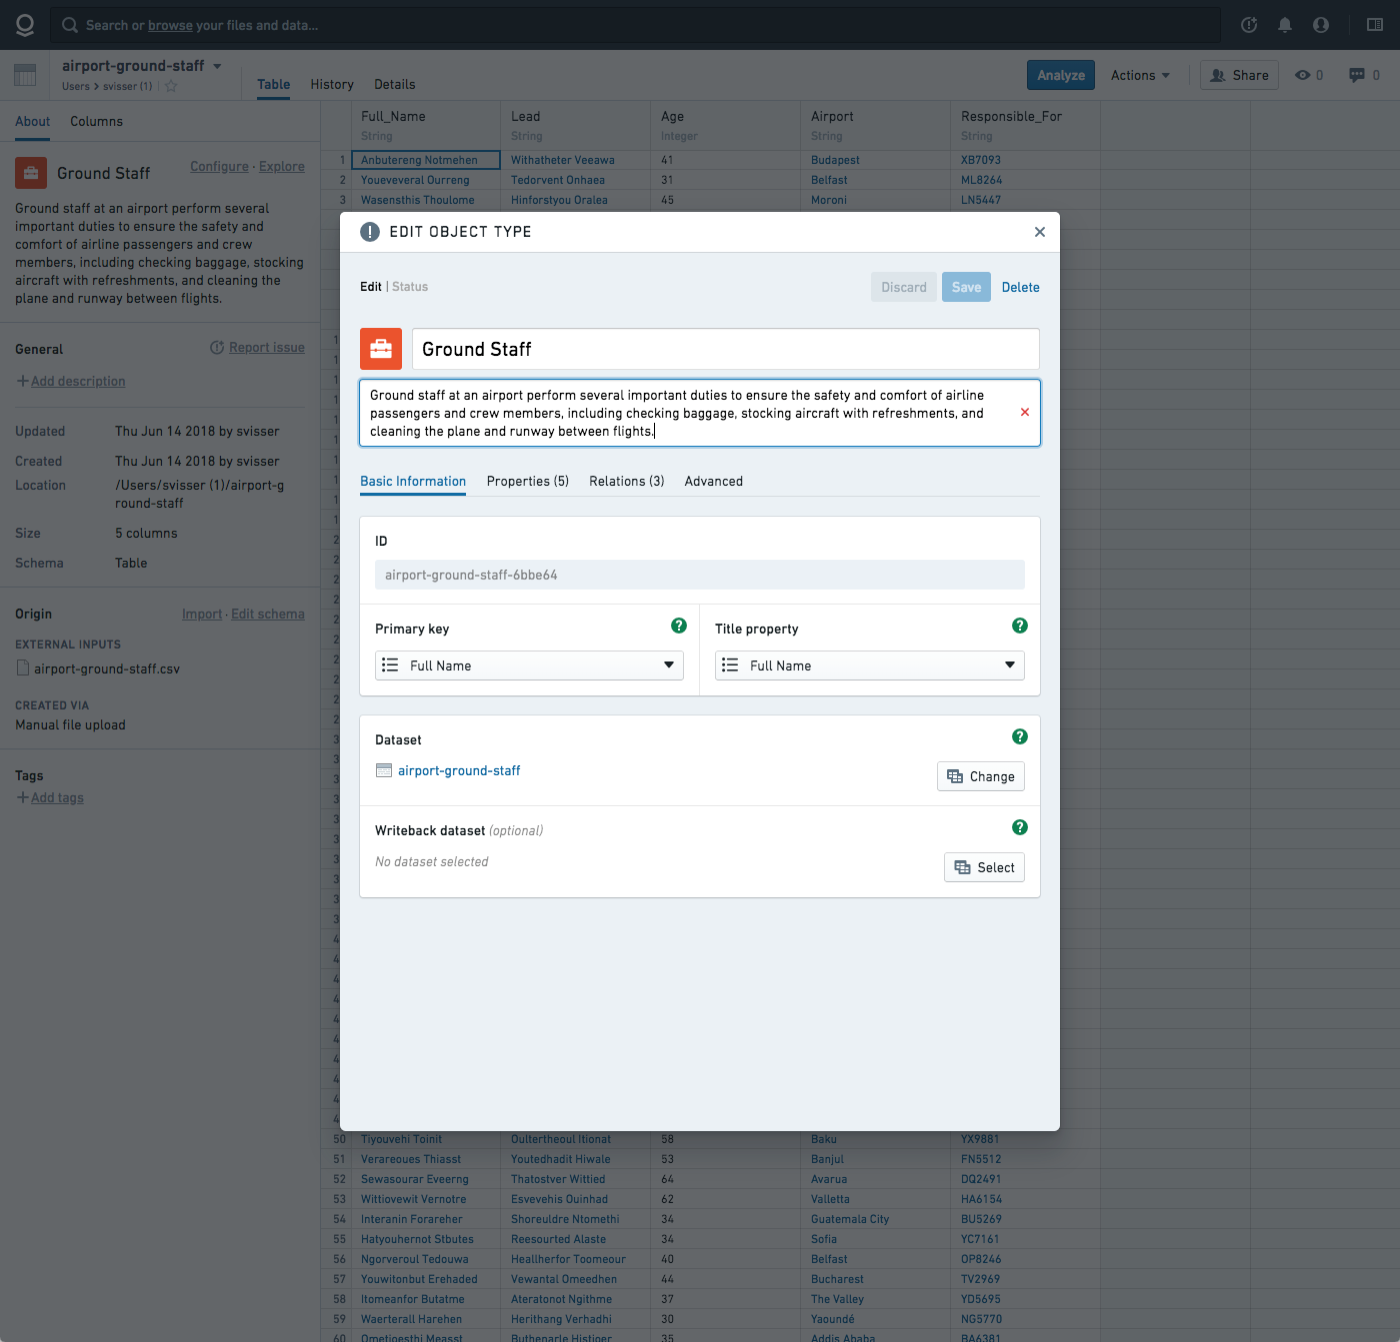 Search or browse your files and data...
airport-ground-staff
Users > svisser (1)
Table History Details
Analyze Actions Share 0 0
About Columns
Ground Staff
Configure · Explore
Ground staff at an airport perform several
important duties to ensure the safety and
comfort of airline passengers and crew
members, including checking baggage, stocking
aircraft with refreshments, and cleaning the
plane and runway between flights.
General Report issue
Add description
Updated Thu Jun 14 2018 by svisser
Created Thu Jun 14 2018 by svisser
Location /Users/svisser (1)/airport-g
round-staff
Size 5 columns
Schema Table
Origin Import · Edit schema
EXTERNAL INPUTS
airport-ground-staff.csv
CREATED VIA
Manual file upload
Tags
Add tags
Full_Name Lead Age Airport Responsible_For
String String Integer String String
1 Anbutereng Notmehen Withatheter Veeawa 41 Budapest XB7093
2 Youeveveral Ourreng Tedorvent Onhaea 31 Belfast ML8264
3 Wasensthis Thoulome Hinforstyou Oralea 45 Moroni LN5447
EDIT OBJECT TYPE
Edit | Status
Discard Save Delete
Ground Staff
Ground staff at an airport perform several important duties to ensure the safety and comfort of airline
passengers and crew members, including checking baggage, stocking aircraft with refreshments, and
cleaning the plane and runway between flights.
Basic Information Properties (5) Relations (3) Advanced
ID
airport-ground-staff-6bbe64
Primary key ? Title property ?
Full Name Full Name
Dataset ?
airport-ground-staff Change
Writeback dataset (optional) ?
No dataset selected Select
50 Tiyouvehi Toinit Oultertheoul Itionat 58 Baku YX9881
51 Verareoues Thiasst Youtedhadit Hiwale 53 Banjul FN5512
52 Sewasourar Eveerng Thatostver Wittied 64 Avarua DQ2491
53 Wittiovewit Vernotre Esvevehis Ouinhad 62 Valletta HA6154
54 Interanin Forareher Shoreuldre Ntomethi 34 Guatemala City BU5269
55 Hatyouhernot Stbutes Reesourted Alaste 34 Sofia YC7161
56 Ngorveroul Tedouwa Heallherfor Toomeour 40 Belfast OP8246
57 Youwitonbut Erehaded Vewantal Omeedhen 44 Bucharest TV2969
58 Itomeanfor Butatme Ateratonot Ngithme 37 The Valley YD5695
59 Waerterall Harehen Herithang Verhadhi 30 Yaoundé NG5770
60 Ometioesthi Measst Buthenarle Histioer 35 Addis Ababa BA6381